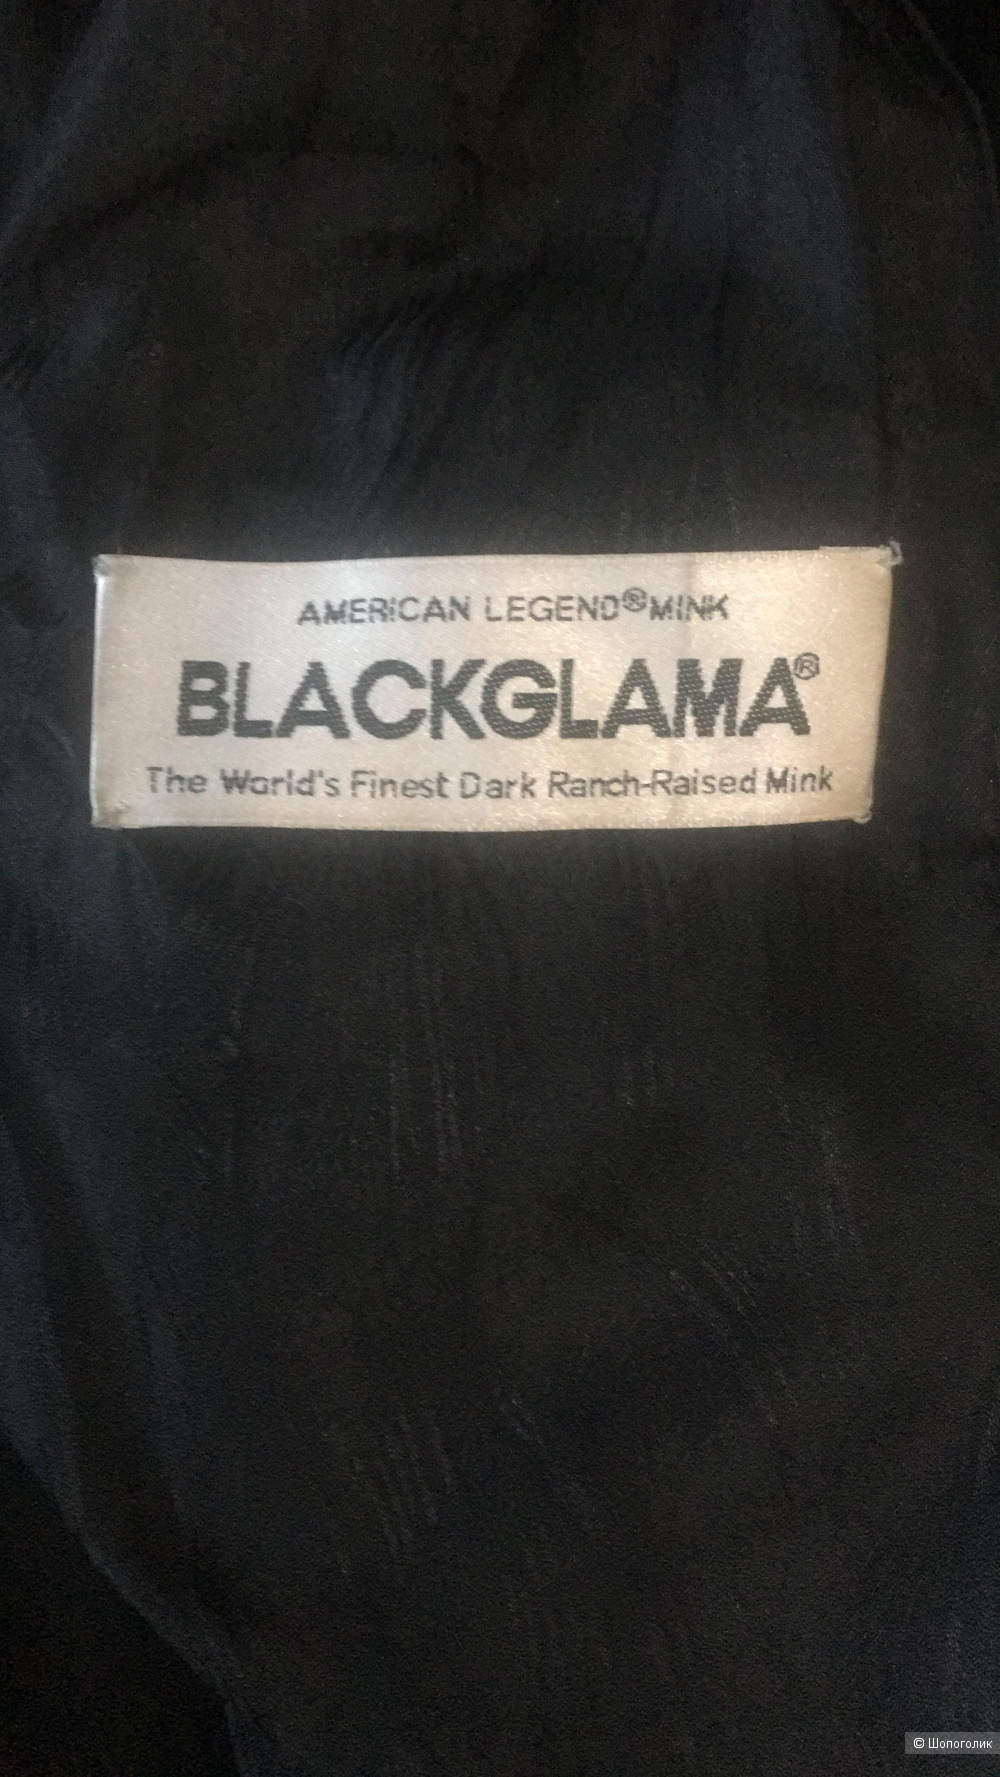 AMERICAN LEGEND® MINK
BLACKGLAMA®
The World's Finest Dark Ranch-Raised Mink
© Шопоголик